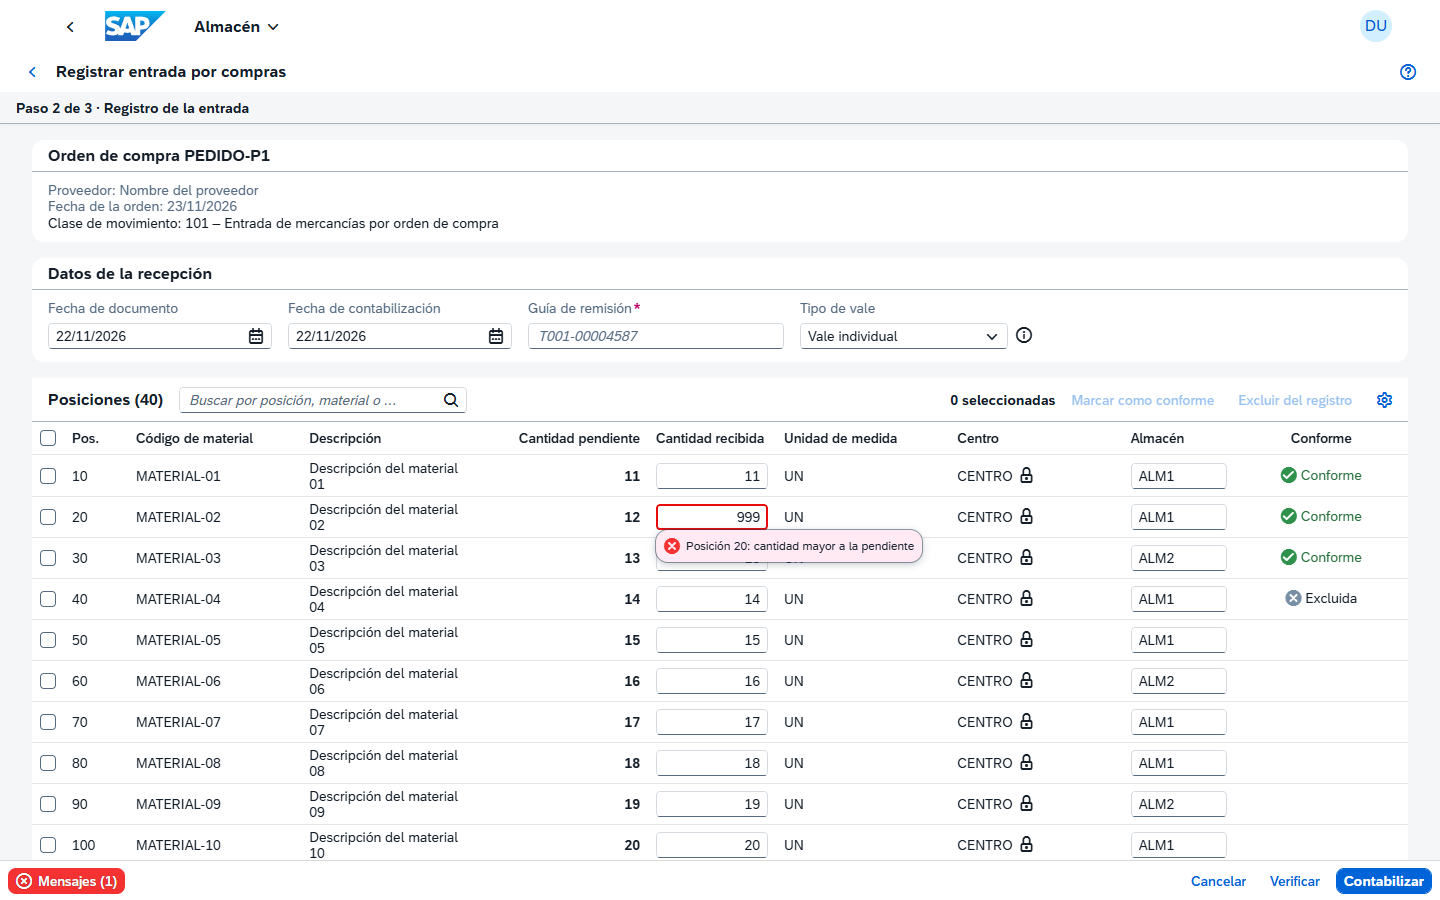 SAP
Almacén
DU
Registrar entrada por compras
Paso 2 de 3 · Registro de la entrada
Orden de compra PEDIDO-P1
Proveedor: Nombre del proveedor
Fecha de la orden: 23/11/2026
Clase de movimiento: 101 – Entrada de mercancías por orden de compra
Datos de la recepción
Fecha de documento Fecha de contabilización Guía de remisión* Tipo de vale
22/11/2026 22/11/2026 T001-00004587 Vale individual
Posiciones (40) Buscar por posición, material o ... 0 seleccionadas Marcar como conforme Excluir del registro
Pos. Código de material Descripción Cantidad pendiente Cantidad recibida Unidad de medida Centro Almacén Conforme
10 MATERIAL-01 Descripción del material 01 11 11 UN CENTRO ALM1 Conforme
20 MATERIAL-02 Descripción del material 02 12 999 UN CENTRO ALM1 Conforme
Posición 20: cantidad mayor a la pendiente
30 MATERIAL-03 Descripción del material 03 13 CENTRO ALM2 Conforme
40 MATERIAL-04 Descripción del material 04 14 14 UN CENTRO ALM1 Excluida
50 MATERIAL-05 Descripción del material 05 15 15 UN CENTRO ALM1
60 MATERIAL-06 Descripción del material 06 16 16 UN CENTRO ALM2
70 MATERIAL-07 Descripción del material 07 17 17 UN CENTRO ALM1
80 MATERIAL-08 Descripción del material 08 18 18 UN CENTRO ALM1
90 MATERIAL-09 Descripción del material 09 19 19 UN CENTRO ALM2
100 MATERIAL-10 Descripción del material 10 20 20 UN CENTRO ALM1
Mensajes (1) Cancelar Verificar Contabilizar